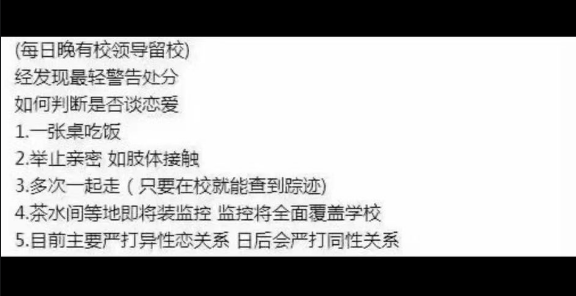 (每日晚有校领导留校)
经发现最轻警告处分
如何判断是否谈恋爱
1.一张桌吃饭
2.举止亲密 如肢体接触
3.多次一起走（只要在校就能查到踪迹)
4.茶水间等地即将装监控 监控将全面覆盖学校
5.目前主要严打异性恋关系 日后会严打同性关系